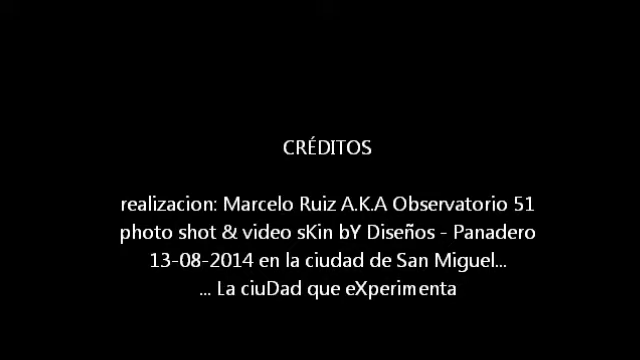 CRÉDITOS
realizacion: Marcelo Ruiz A.K.A Observatorio 51
photo shot & video sKin bY Diseños - Panadero
13-08-2014 en la ciudad de San Miguel...
... La ciuDad que eXperimenta